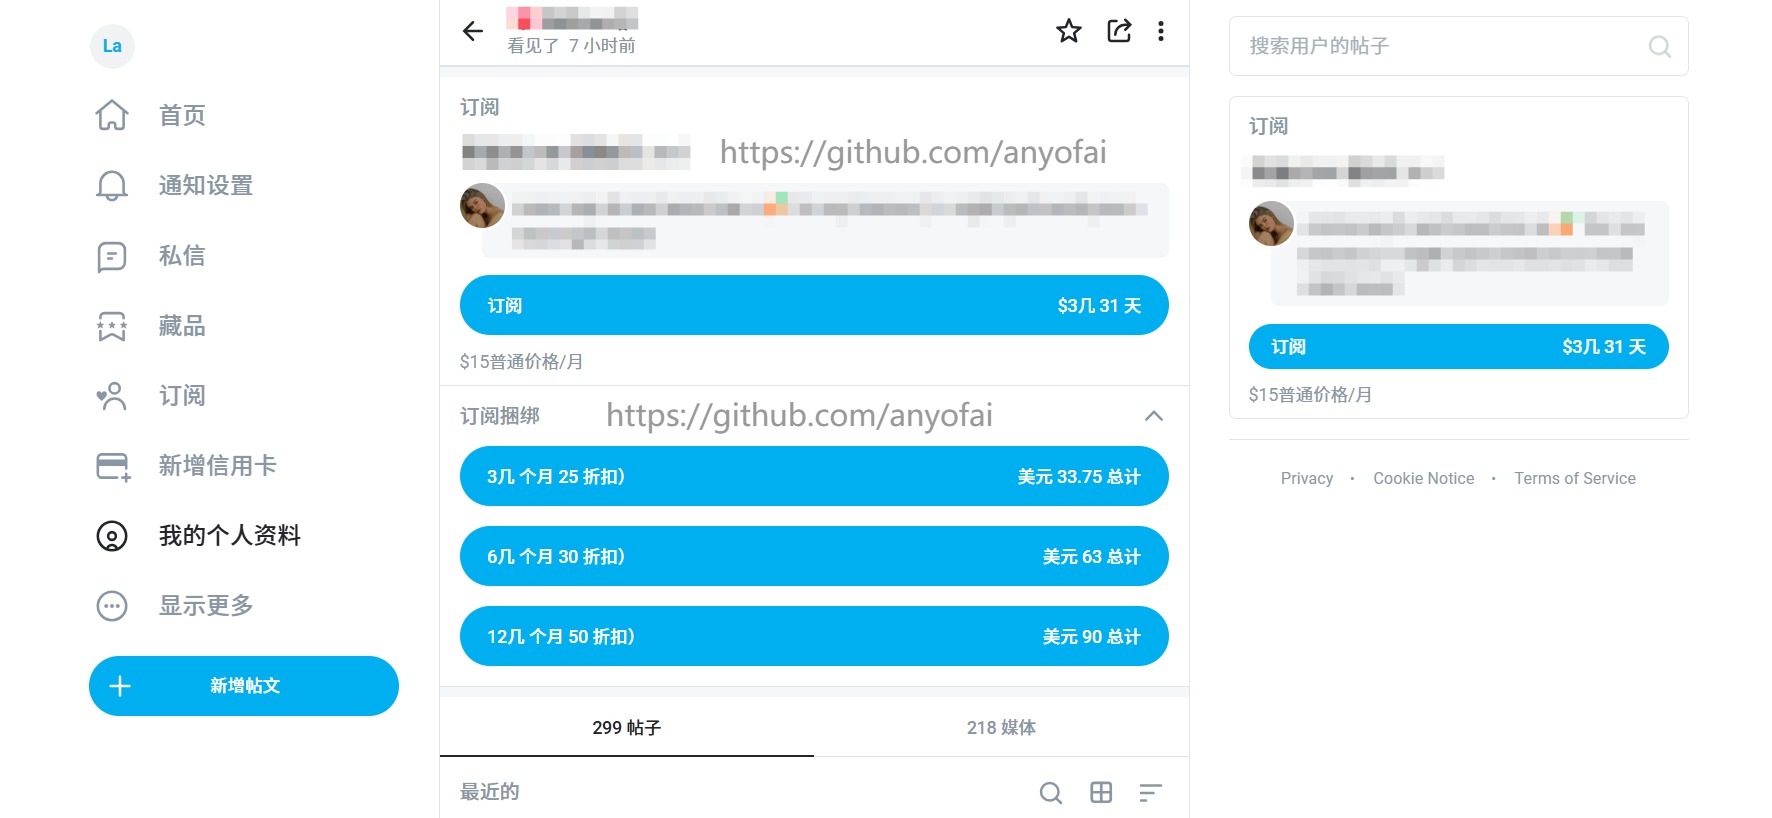 La
首页
通知设置
私信
藏品
订阅
新增信用卡
我的个人资料
显示更多
新增帖文
看见了 7 小时前
订阅
https://github.com/anyofai
订阅 $3几 31 天
$15普通价格/月
订阅捆绑 https://github.com/anyofai
3几 个月 25 折扣） 美元 33.75 总计
6几 个月 30 折扣） 美元 63 总计
12几 个月 50 折扣） 美元 90 总计
299 帖子 218 媒体
最近的
搜索用户的帖子
订阅
订阅 $3几 31 天
$15普通价格/月
Privacy • Cookie Notice • Terms of Service